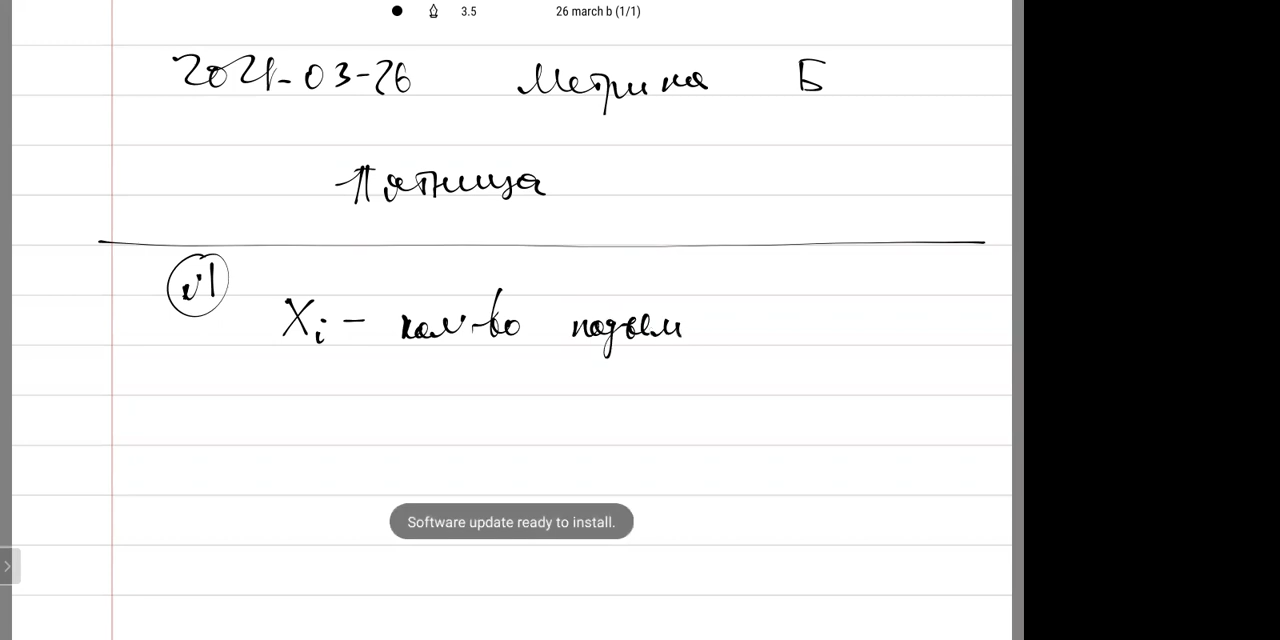 3.5 26 march b (1/1)
2021-03-26 Метрика Б
Пятница
№1
Xi - кол-во подъем
Software update ready to install.